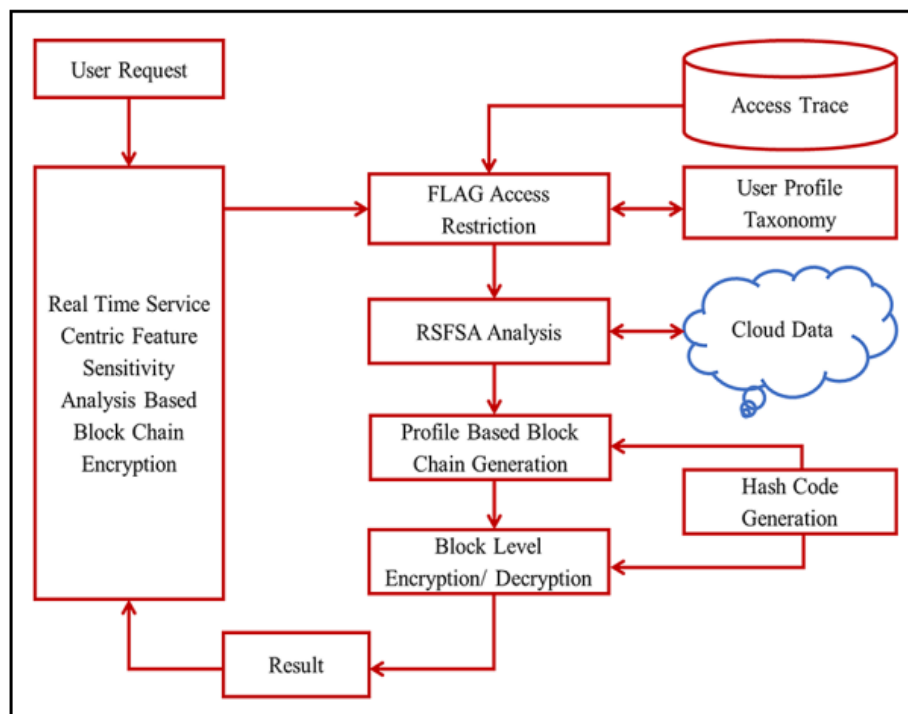 User Request
Access Trace
FLAG Access
Restriction
User Profile
Taxonomy
Real Time Service
Centric Feature
Sensitivity
Analysis Based
Block Chain
Encryption
RSFSA Analysis
Cloud Data
Profile Based Block
Chain Generation
Hash Code
Generation
Block Level
Encryption/ Decryption
Result